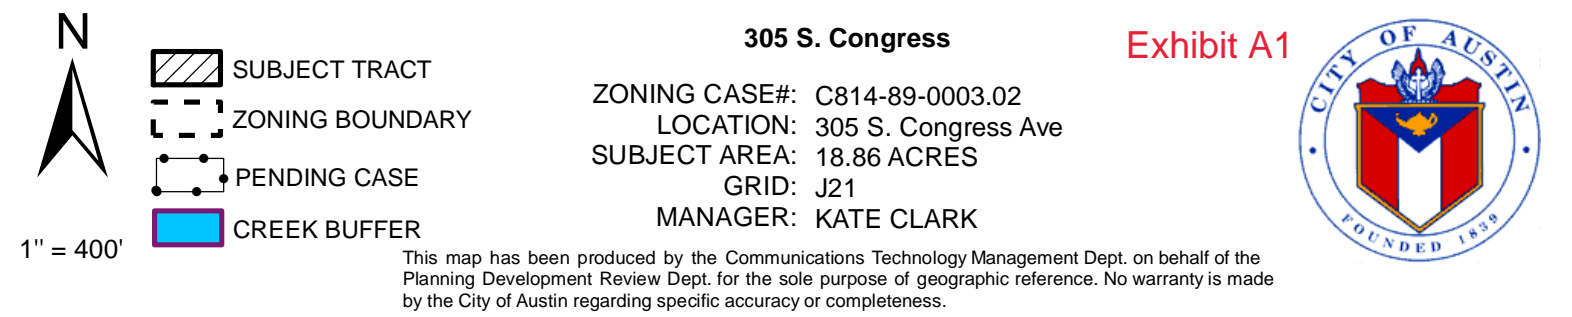 N
1" = 400'
SUBJECT TRACT
ZONING BOUNDARY
PENDING CASE
CREEK BUFFER
305 S. Congress
ZONING CASE#: C814-89-0003.02
LOCATION: 305 S. Congress Ave
SUBJECT AREA: 18.86 ACRES
GRID: J21
MANAGER: KATE CLARK
This map has been produced by the Communications Technology Management Dept. on behalf of the
Planning Development Review Dept. for the sole purpose of geographic reference. No warranty is made
by the City of Austin regarding specific accuracy or completeness.
Exhibit A1
CITY OF AUSTIN
FOUNDED 1839